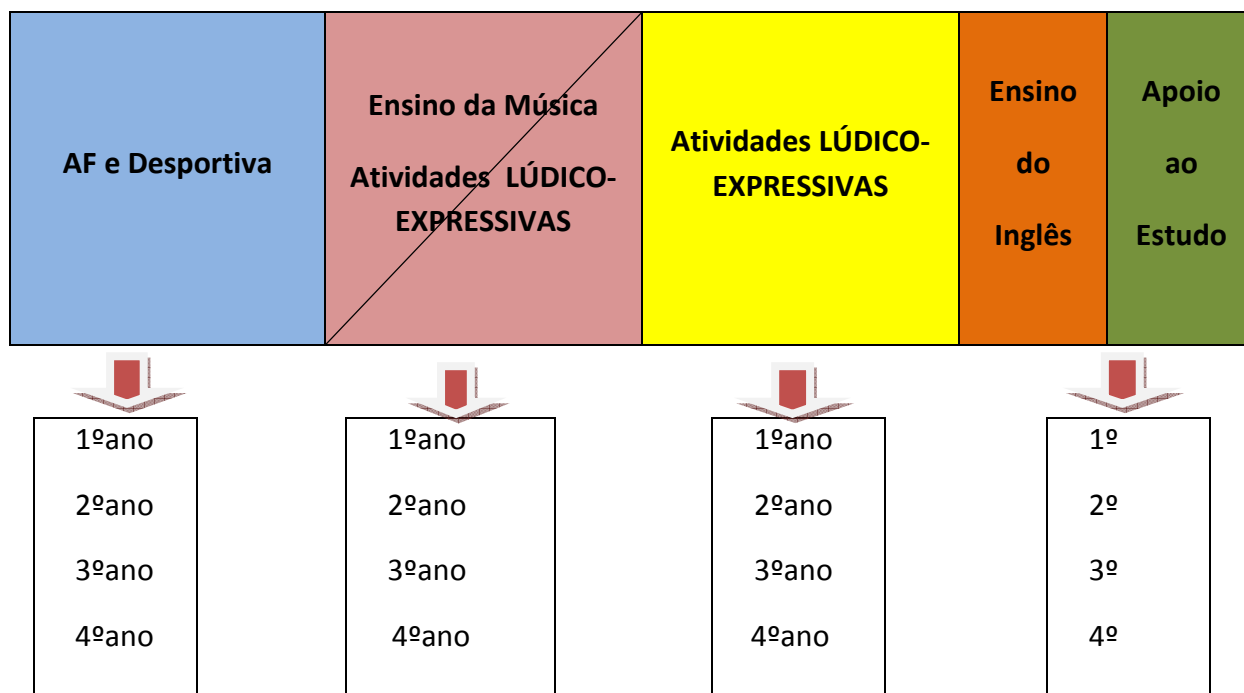 AF e Desportiva
Ensino da Música
Atividades LÚDICO-
EXPRESSIVAS
Atividades LÚDICO-
EXPRESSIVAS
Ensino
do
Inglês
Apoio
ao
Estudo
1ºano
2ºano
3ºano
4ºano
1ºano
2ºano
3ºano
4ºano
1ºano
2ºano
3ºano
4ºano
1º
2º
3º
4º